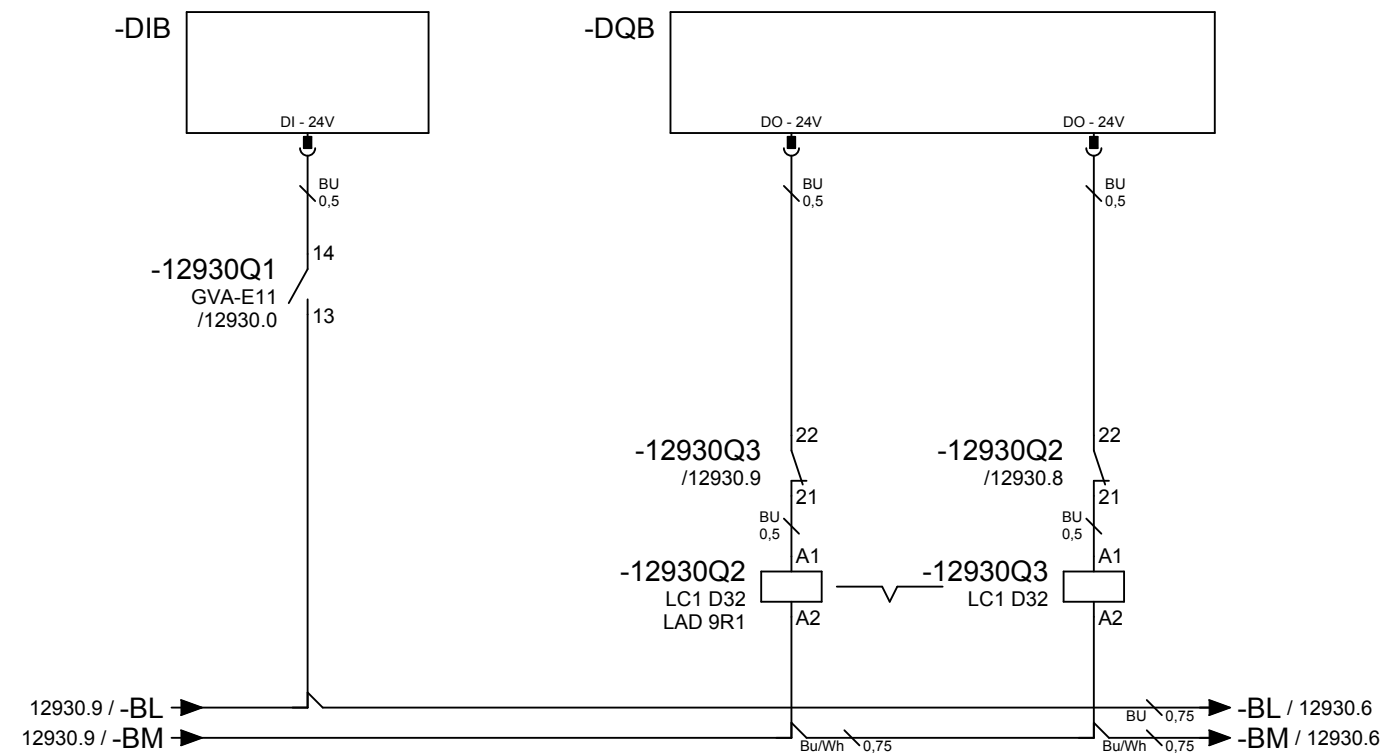 -DIB
-DQB
DI - 24V
DO - 24V
DO - 24V
BU
0,5
BU
0,5
BU
0,5
14
-12930Q1
GVA-E11
/12930.0
13
22
-12930Q3
/12930.9
21
22
-12930Q2
/12930.8
21
BU
0,5
BU
0,5
A1
-12930Q2
LC1 D32
LAD 9R1
A2
A1
-12930Q3
LC1 D32
A2
12930.9 / -BL
BU 0,75
-BL / 12930.6
12930.9 / -BM
Bu/Wh 0,75
Bu/Wh 0,75
-BM / 12930.6